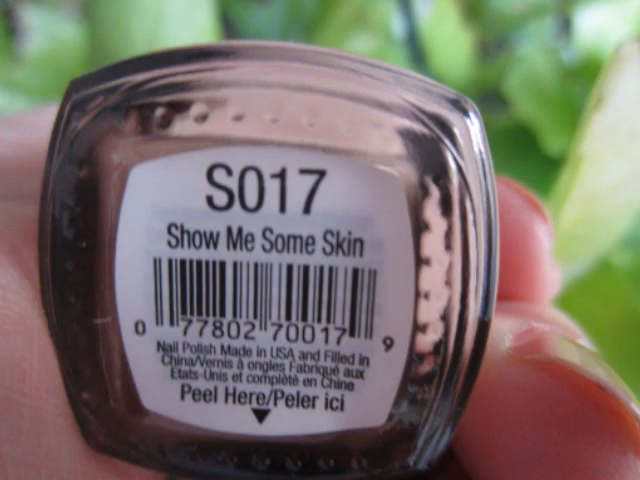 S017
Show Me Some Skin
0 77802 70017 9
Nail Polish Made in USA and Filled in
China/Vernis à ongles Fabriqué aux
États-Unis et complété en Chine
Peel Here/Peler ici